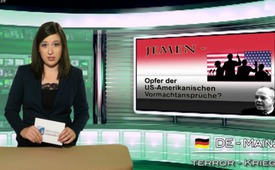 JEMEN -
Opfer der
US-Amerikanischen
Vormachtansprüche?
DE - MAINZ
TERROR - KRIEG